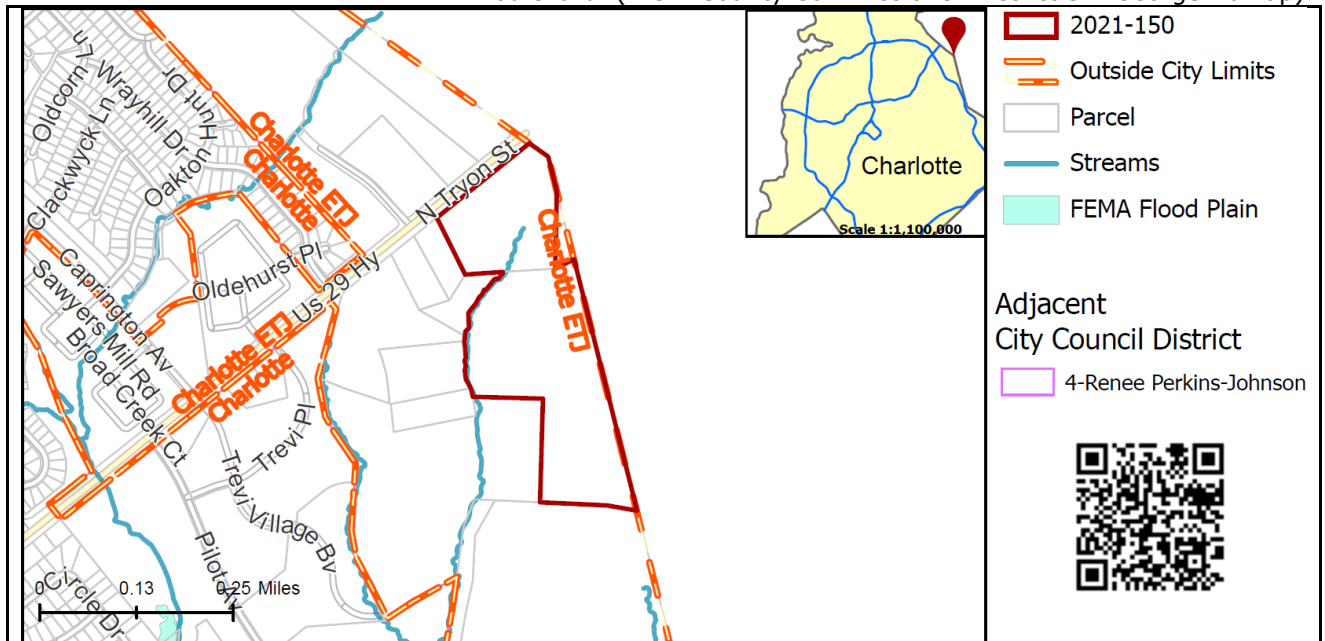 2021-150
Outside City Limits
Parcel
Streams
FEMA Flood Plain
Adjacent
City Council District
4-Renee Perkins-Johnson
Charlotte
Scale 1:1,100,000
Oldcorn Ln
Wrayhill Dr
Hunt Dr
Clackwyck Ln
Oakton
Charlotte ETJ
Charlotte
N Tryon St
Charlotte ETJ
Oldehurst Pl
Us 29 Hy
Caprington Av
Sawyers Mill Rd
Broad Creek Ct
Charlotte ETJ
Charlotte
Trevi Pl
Trevi Village Bv
Pilot Av
Circle Dr
0 0.13 0.25 Miles